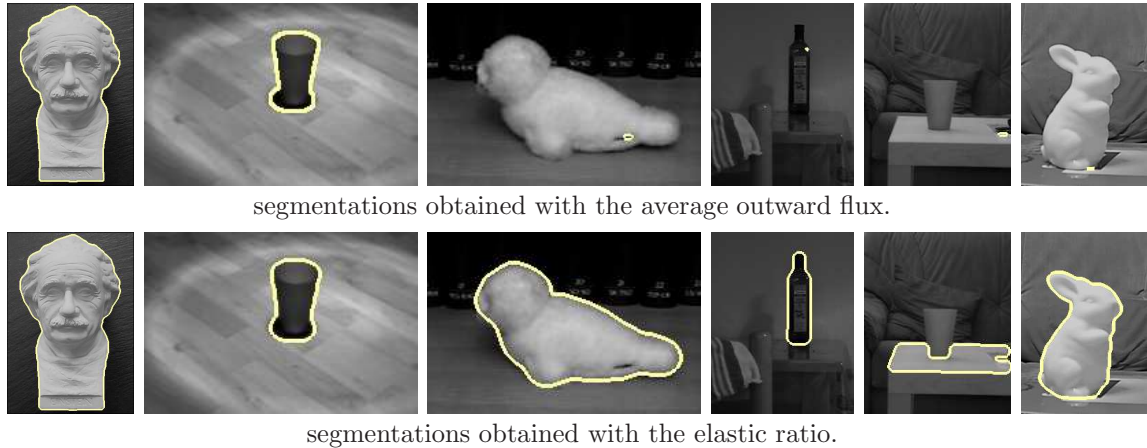 segmentations obtained with the average outward flux.
segmentations obtained with the elastic ratio.